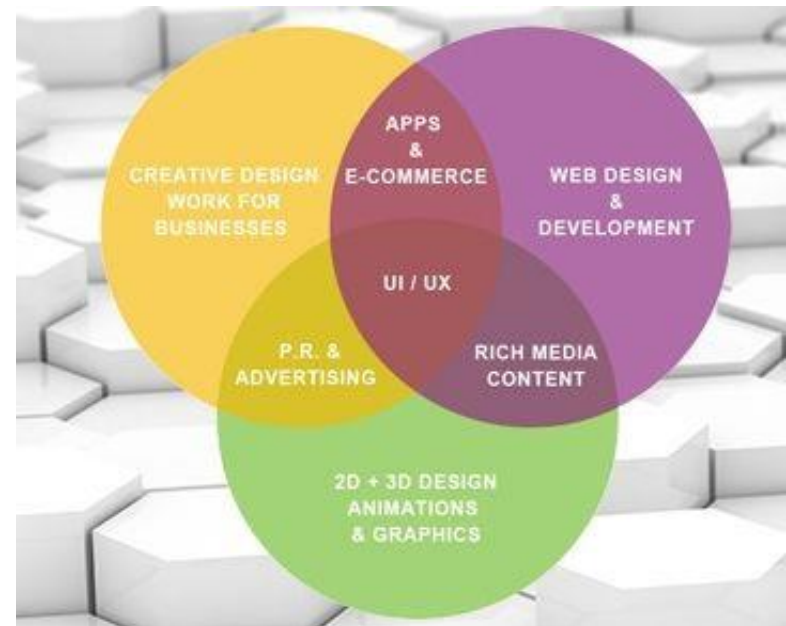 APPS
&
E-COMMERCE
CREATIVE DESIGN
WORK FOR
BUSINESSES
WEB DESIGN
&
DEVELOPMENT
UI / UX
P.R. &
ADVERTISING
RICH MEDIA
CONTENT
2D + 3D DESIGN
ANIMATIONS
& GRAPHICS